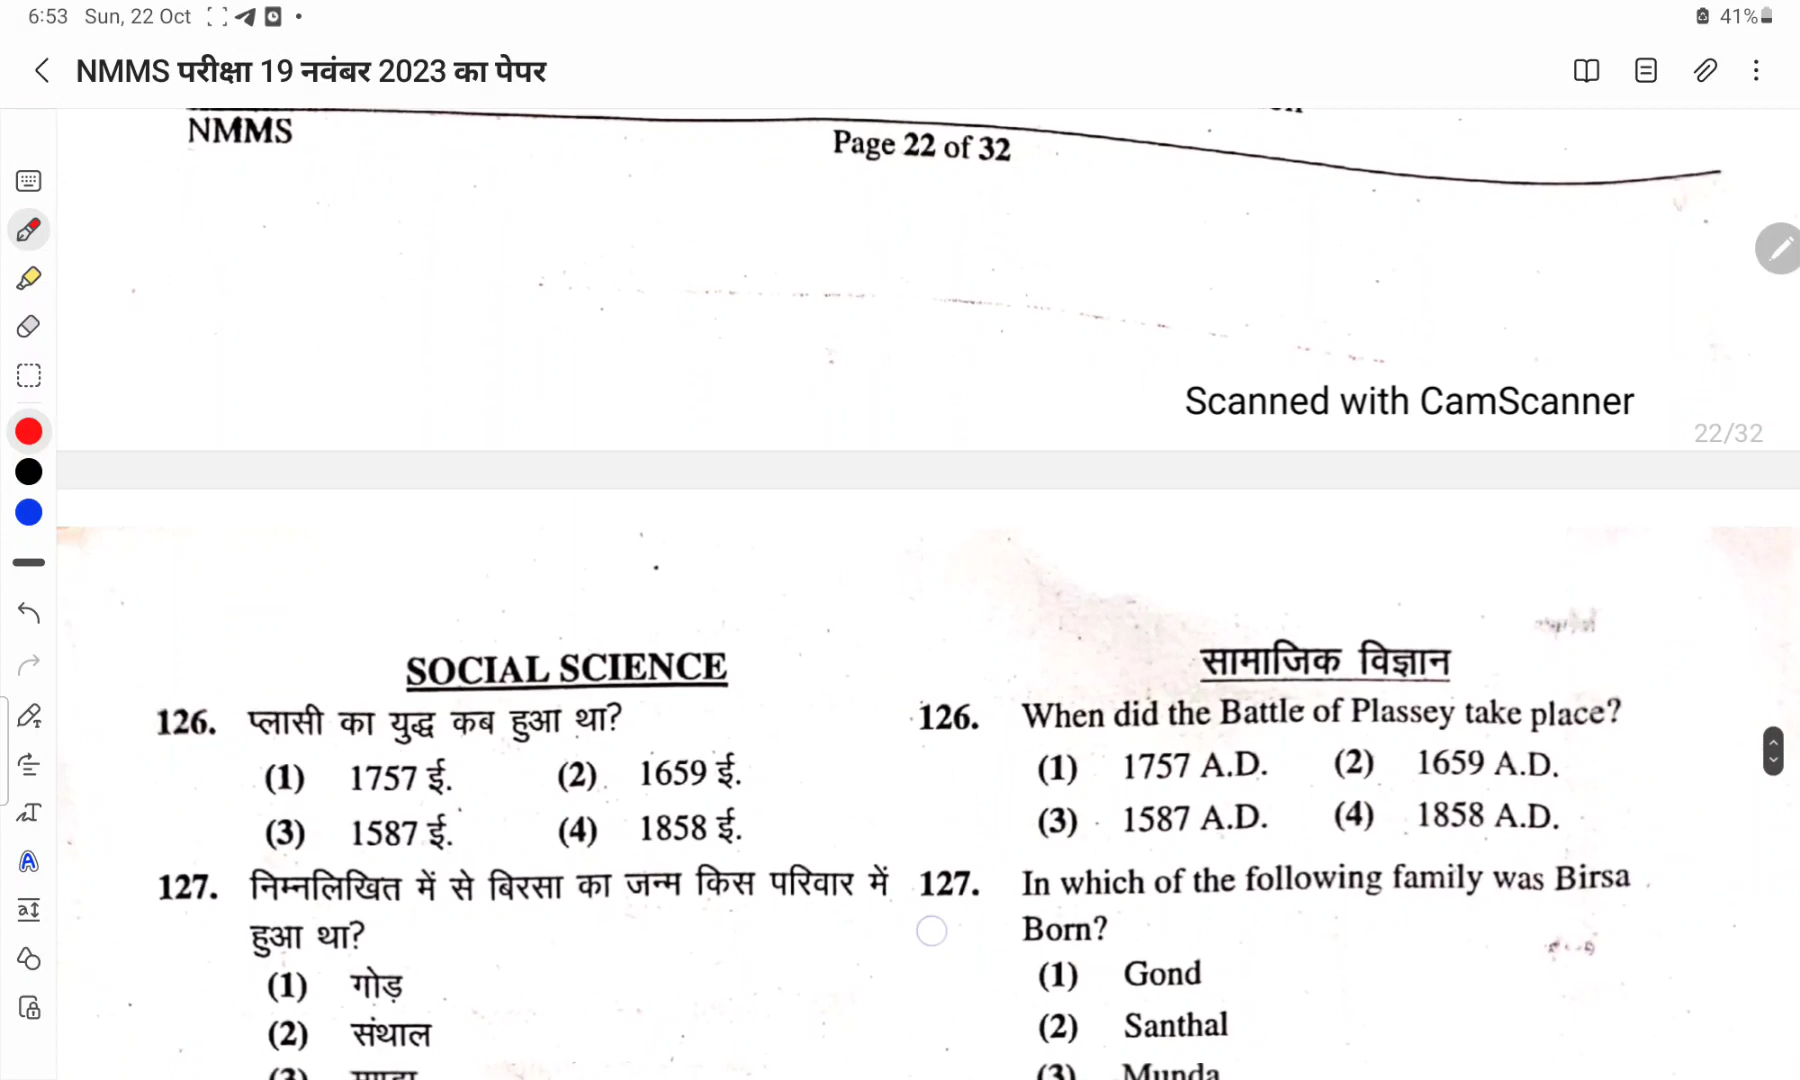 6:53 Sun, 22 Oct
41%
NMMS परीक्षा 19 नवंबर 2023 का पेपर
NMMS
Page 22 of 32
Scanned with CamScanner
22/32
SOCIAL SCIENCE
126. प्लासी का युद्ध कब हुआ था?
(1) 1757 ई. (2) 1659 ई.
(3) 1587 ई. (4) 1858 ई.
127. निम्नलिखित में से बिरसा का जन्म किस परिवार में
हुआ था?
(1) गोड़
(2) संथाल
(3) मुण्डा
सामाजिक विज्ञान
126. When did the Battle of Plassey take place?
(1) 1757 A.D. (2) 1659 A.D.
(3) 1587 A.D. (4) 1858 A.D.
127. In which of the following family was Birsa
Born?
(1) Gond
(2) Santhal
(3) Munda